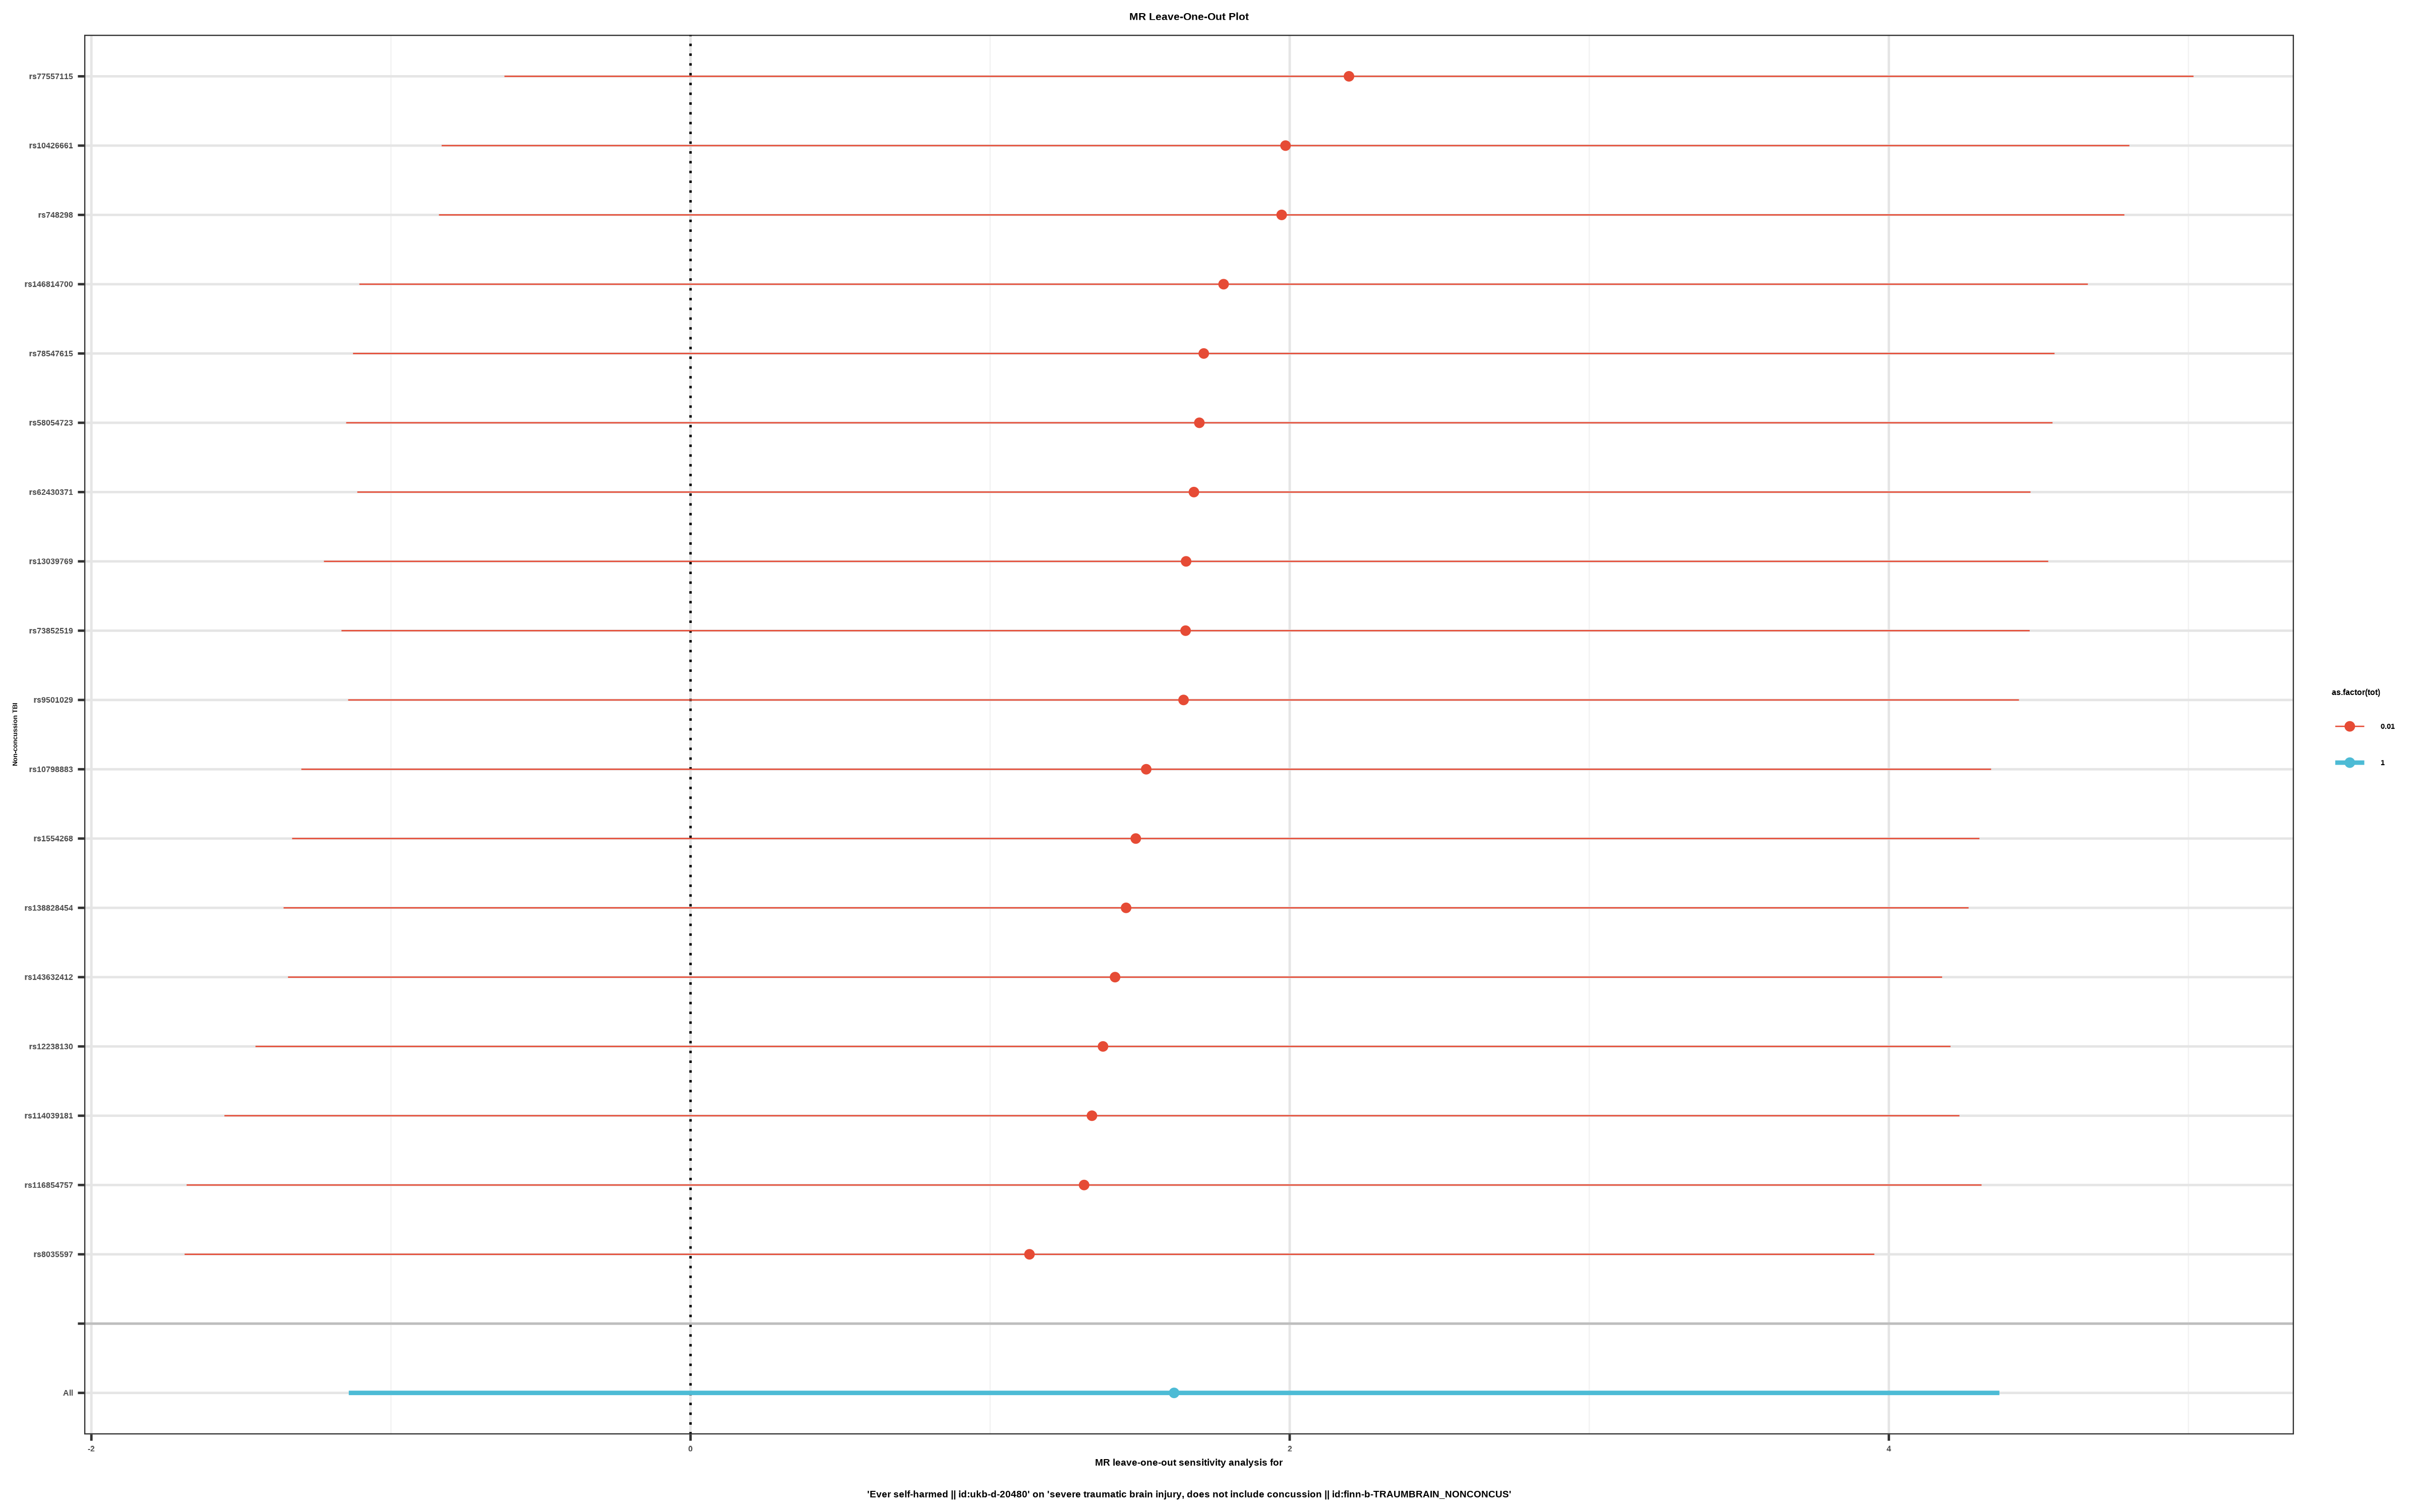 MR Leave-One-Out Plot
rs77557115
rs10426661
rs748298
rs146814700
rs78547615
rs58054723
rs62430371
rs13039769
rs73852519
rs9501029
rs10798883
rs1554268
rs138828454
rs143632412
rs12238130
rs114039181
rs116854757
rs8035597
All
Non-concussion TBI
-2
0
2
4
MR leave-one-out sensitivity analysis for
'Ever self-harmed || id:ukb-d-20480' on 'severe traumatic brain injury, does not include concussion || id:finn-b-TRAUMBRAIN_NONCONCUS'
as.factor(tot)
0.01
1